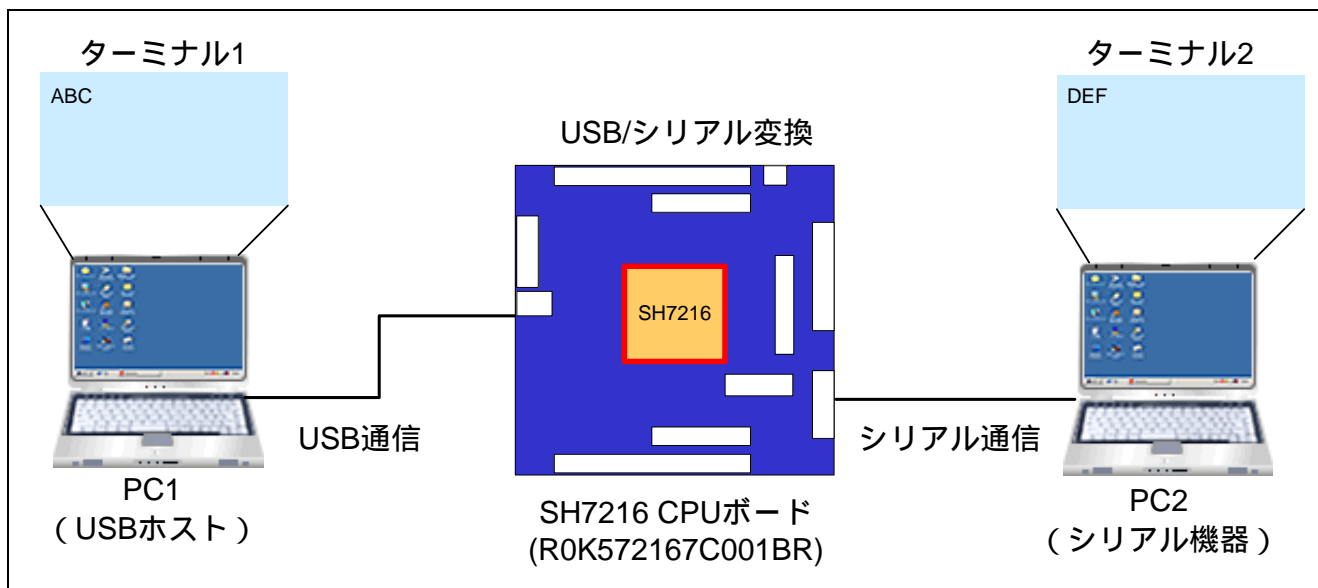 ターミナル1
ABC
ターミナル2
DEF
USB/シリアル変換
SH7216
USB通信
シリアル通信
PC1
（USBホスト）
SH7216 CPUボード
(R0K572167C001BR)
PC2
（シリアル機器）